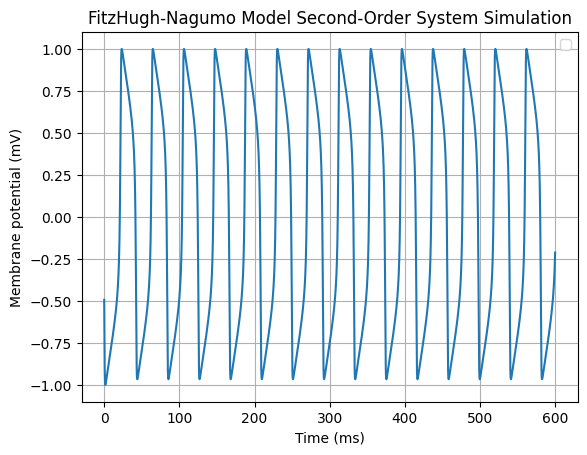 FitzHugh-Nagumo Model Second-Order System Simulation
1.00
0.75
0.50
0.25
0.00
−0.25
−0.50
−0.75
−1.00
Membrane potential (mV)
0 100 200 300 400 500 600
Time (ms)